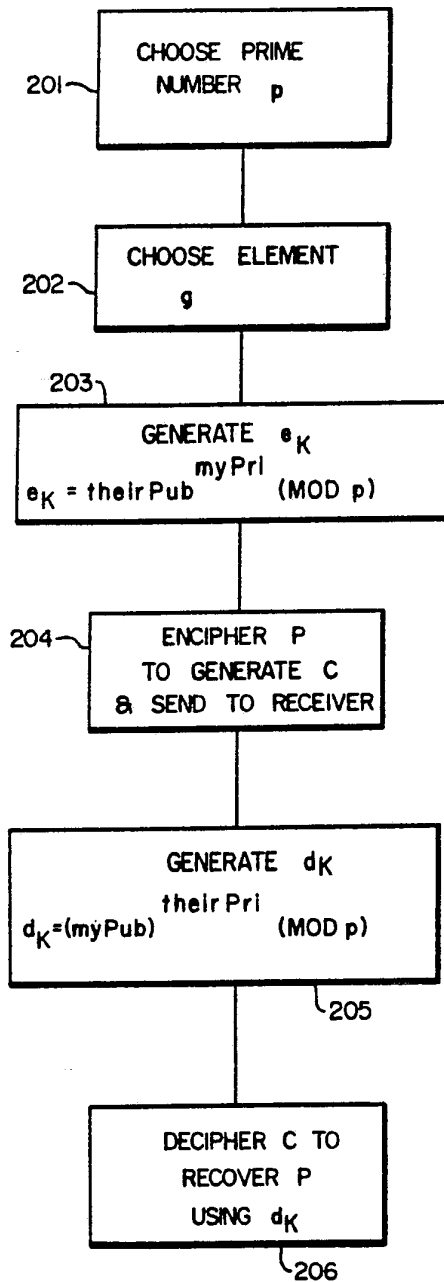 CHOOSE PRIME
201
NUMBER p
CHOOSE ELEMENT
202
g
203
GENERATE eK
myPri
eK = theirPub (MOD p)
204
ENCIPHER P
TO GENERATE C
& SEND TO RECEIVER
GENERATE dK
theirPri
dK=(myPub) (MOD p)
205
DECIPHER C TO
RECOVER P
USING dK
206